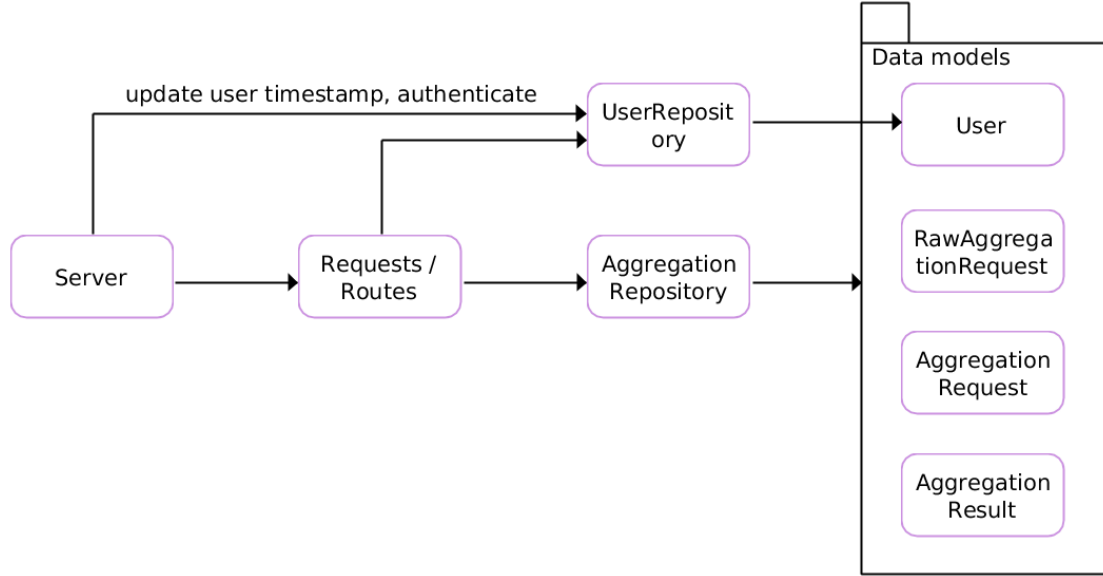 Data models
update user timestamp, authenticate
UserReposit
ory
User
Server
Requests /
Routes
Aggregation
Repository
RawAggrega
tionRequest
Aggregation
Request
Aggregation
Result